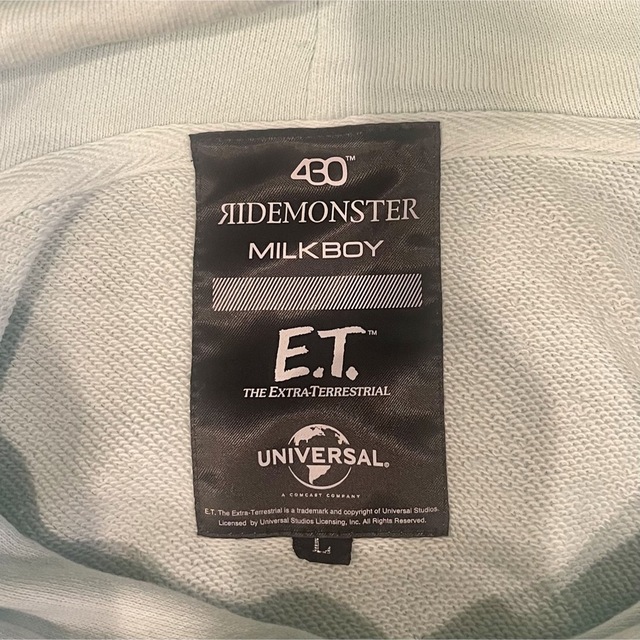 430™
ЯIDEMONSTER
MILKBOY
E.T.™
THE EXTRA-TERRESTRIAL
UNIVERSAL®
A COMCAST COMPANY
E.T. The Extra-Terrestrial is a trademark and copyright of Universal Studios.
Licensed by Universal Studios Licensing, Inc. All Rights Reserved.
L